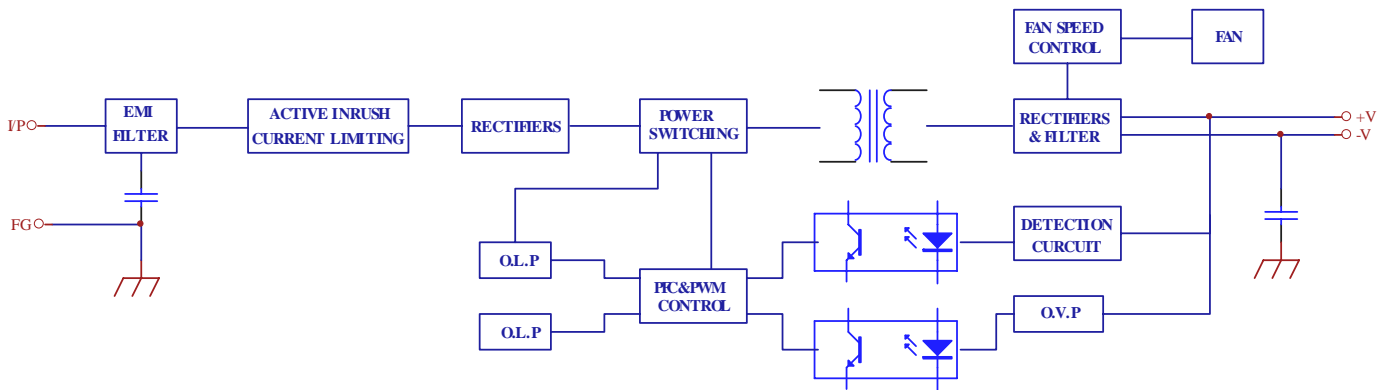 FAN SPEED
CONTROL
FAN
I/P
EMI
FILTER
ACTIVE INRUSH
CURRENT LIMITING
RECTIFIERS
POWER
SWITCHING
RECTIFIERS
& FILTER
+V
-V
FG
DETECTION
CURCUIT
O.L.P
PFC&PWM
CONTROL
O.L.P
O.V.P